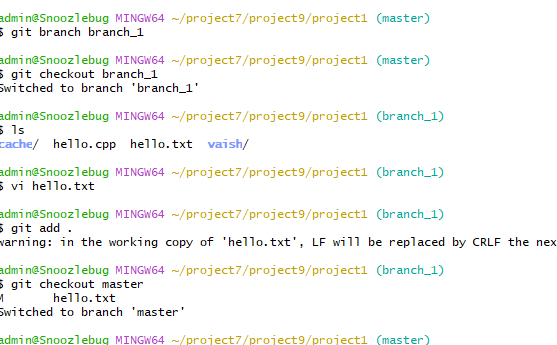 admin@Snoozlebug MINGW64 ~/project7/project9/project1 (master)
$ git branch branch_1
admin@Snoozlebug MINGW64 ~/project7/project9/project1 (master)
$ git checkout branch_1
Switched to branch 'branch_1'
admin@Snoozlebug MINGW64 ~/project7/project9/project1 (branch_1)
$ ls
cache/  hello.cpp  hello.txt  vaish/
admin@Snoozlebug MINGW64 ~/project7/project9/project1 (branch_1)
$ vi hello.txt
admin@Snoozlebug MINGW64 ~/project7/project9/project1 (branch_1)
$ git add .
warning: in the working copy of 'hello.txt', LF will be replaced by CRLF the nex
admin@Snoozlebug MINGW64 ~/project7/project9/project1 (branch_1)
$ git checkout master
M       hello.txt
Switched to branch 'master'
admin@Snoozlebug MINGW64 ~/project7/project9/project1 (master)